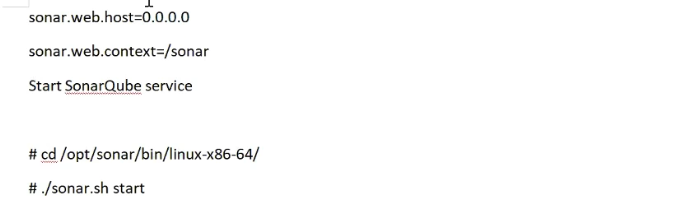 sonar.web.host=0.0.0.0
sonar.web.context=/sonar
Start SonarQube service
# cd /opt/sonar/bin/linux-x86-64/
# ./sonar.sh start